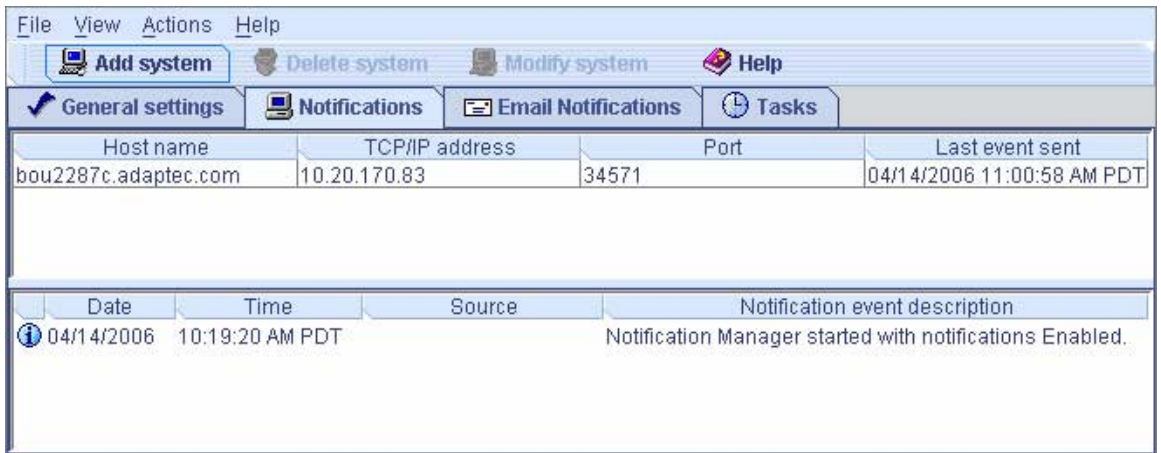 File View Actions Help
Add system Delete system Modify system Help
General settings Notifications Email Notifications Tasks
Host name TCP/IP address Port Last event sent
bou2287c.adaptec.com 10.20.170.83 34571 04/14/2006 11:00:58 AM PDT
Date Time Source Notification event description
04/14/2006 10:19:20 AM PDT Notification Manager started with notifications Enabled.